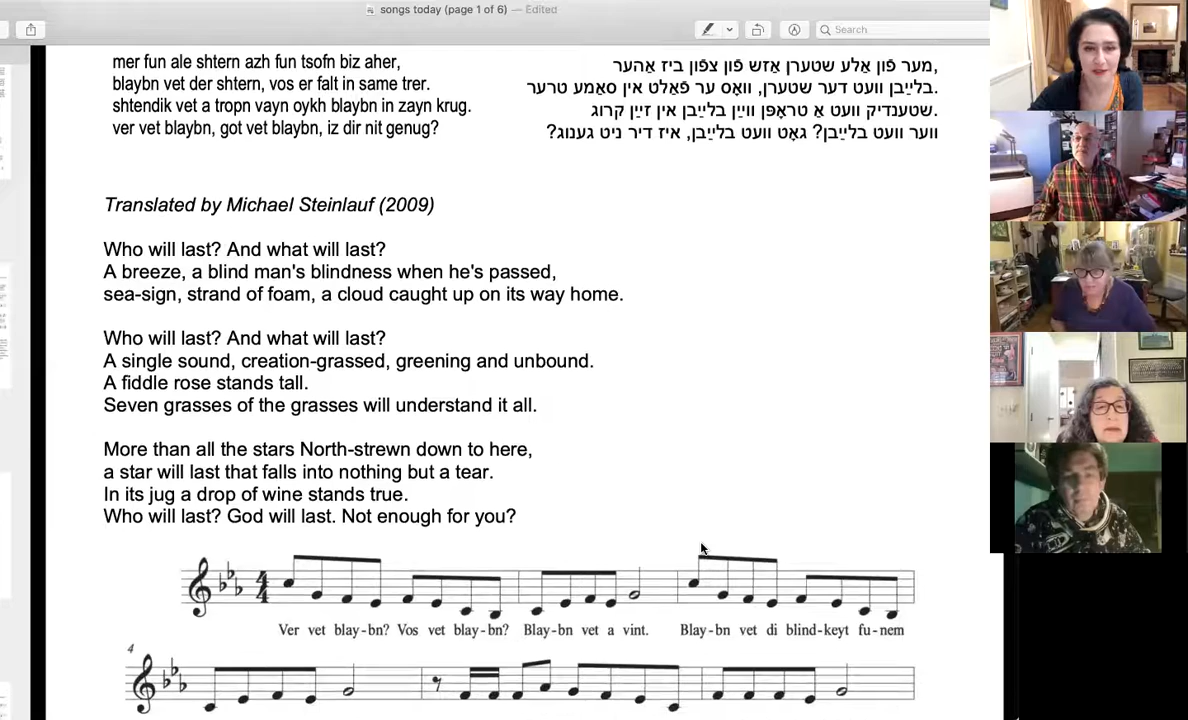 songs today (page 1 of 6) — Edited
Search
mer fun ale shtern azh fun tsofn biz aher,
blaybn vet der shtern, vos er falt in same trer.
shtendik vet a tropn vayn oykh blaybn in zayn krug.
ver vet blaybn, got vet blaybn, iz dir nit genug?
מער פֿון אַלע שטערן אַזש פֿון צפֿון ביז אַהער,
בלײַבן וועט דער שטערן, וואָס ער פֿאַלט אין סאַמע טרער.
שטענדיק וועט אַ טראָפּן ווײַן בלײַבן אין זײַן קרוג.
ווער וועט בלײַבן? גאָט וועט בלײַבן, איז דיר ניט גענוג?
Translated by Michael Steinlauf (2009)
Who will last? And what will last?
A breeze, a blind man's blindness when he's passed,
sea-sign, strand of foam, a cloud caught up on its way home.
Who will last? And what will last?
A single sound, creation-grassed, greening and unbound.
A fiddle rose stands tall.
Seven grasses of the grasses will understand it all.
More than all the stars North-strewn down to here,
a star will last that falls into nothing but a tear.
In its jug a drop of wine stands true.
Who will last? God will last. Not enough for you?
Ver vet blay-bn? Vos vet blay-bn? Blay-bn vet a vint. Blay-bn vet di blind-keyt fu-nem
4